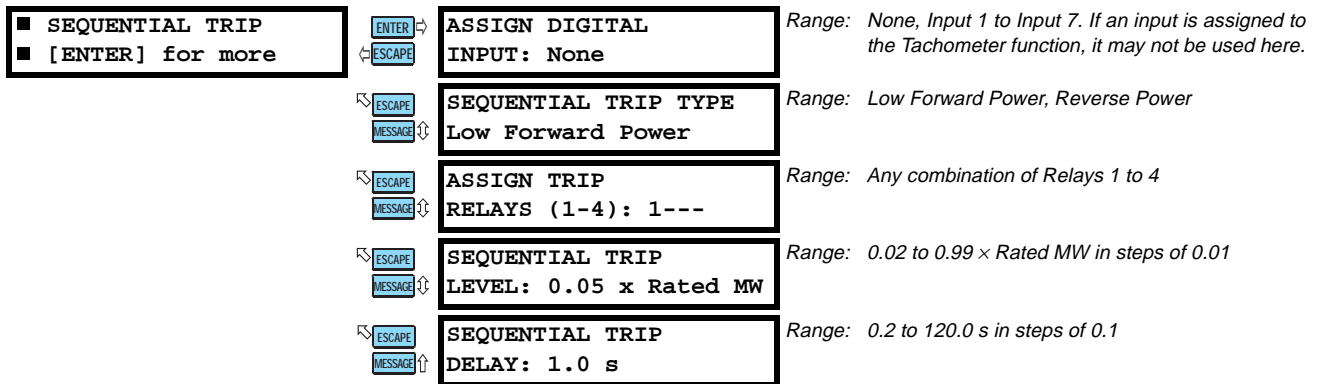 ■ SEQUENTIAL TRIP
■ [ENTER] for more
ENTER ⇨
⇦ ESCAPE
ASSIGN DIGITAL
INPUT: None
Range: None, Input 1 to Input 7. If an input is assigned to
the Tachometer function, it may not be used here.
ESCAPE
MESSAGE
SEQUENTIAL TRIP TYPE
Low Forward Power
Range: Low Forward Power, Reverse Power
ESCAPE
MESSAGE
ASSIGN TRIP
RELAYS (1-4): 1---
Range: Any combination of Relays 1 to 4
ESCAPE
MESSAGE
SEQUENTIAL TRIP
LEVEL: 0.05 x Rated MW
Range: 0.02 to 0.99 × Rated MW in steps of 0.01
ESCAPE
MESSAGE
SEQUENTIAL TRIP
DELAY: 1.0 s
Range: 0.2 to 120.0 s in steps of 0.1